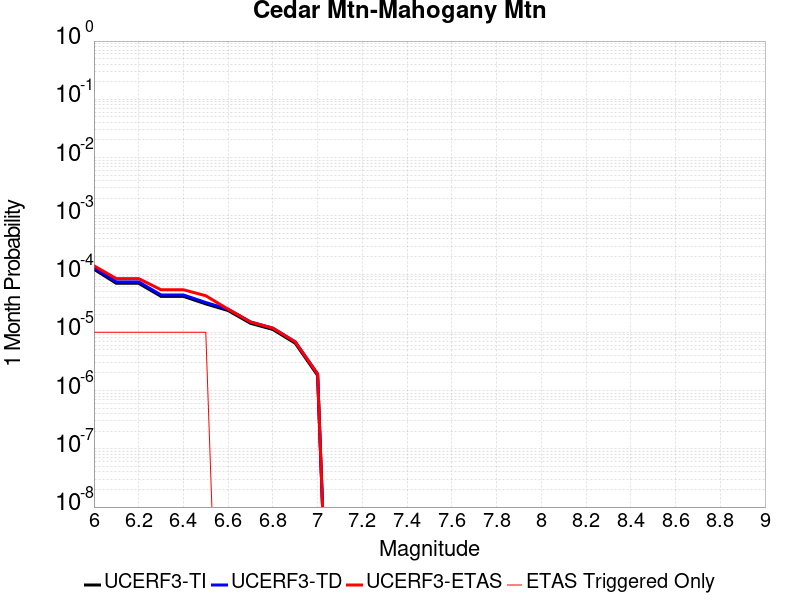 Cedar Mtn-Mahogany Mtn
10^0
10^-1
10^-2
10^-3
10^-4
10^-5
10^-6
10^-7
10^-8
1 Month Probability
6 6.2 6.4 6.6 6.8 7 7.2 7.4 7.6 7.8 8 8.2 8.4 8.6 8.8 9
Magnitude
UCERF3-TI UCERF3-TD UCERF3-ETAS ETAS Triggered Only